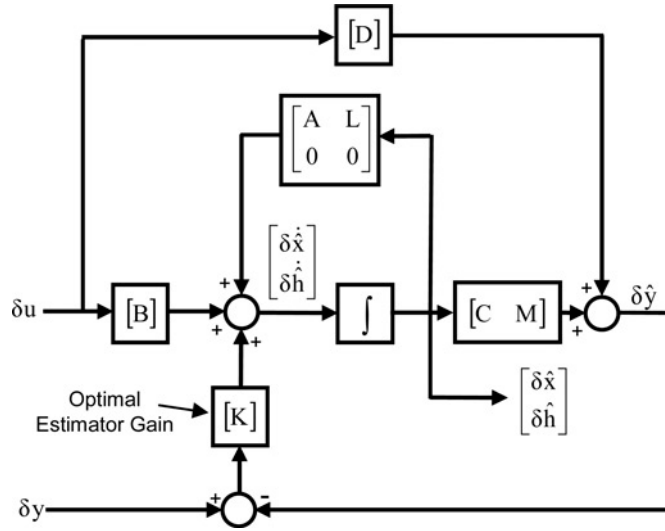 [D]
[A L
0 0]
[δẋ̂
δḣ̂]
+
δu
[B]
+
+
∫
[C M]
+
+
δŷ
Optimal
Estimator Gain
[K]
[δx̂
δĥ]
δy
+
-